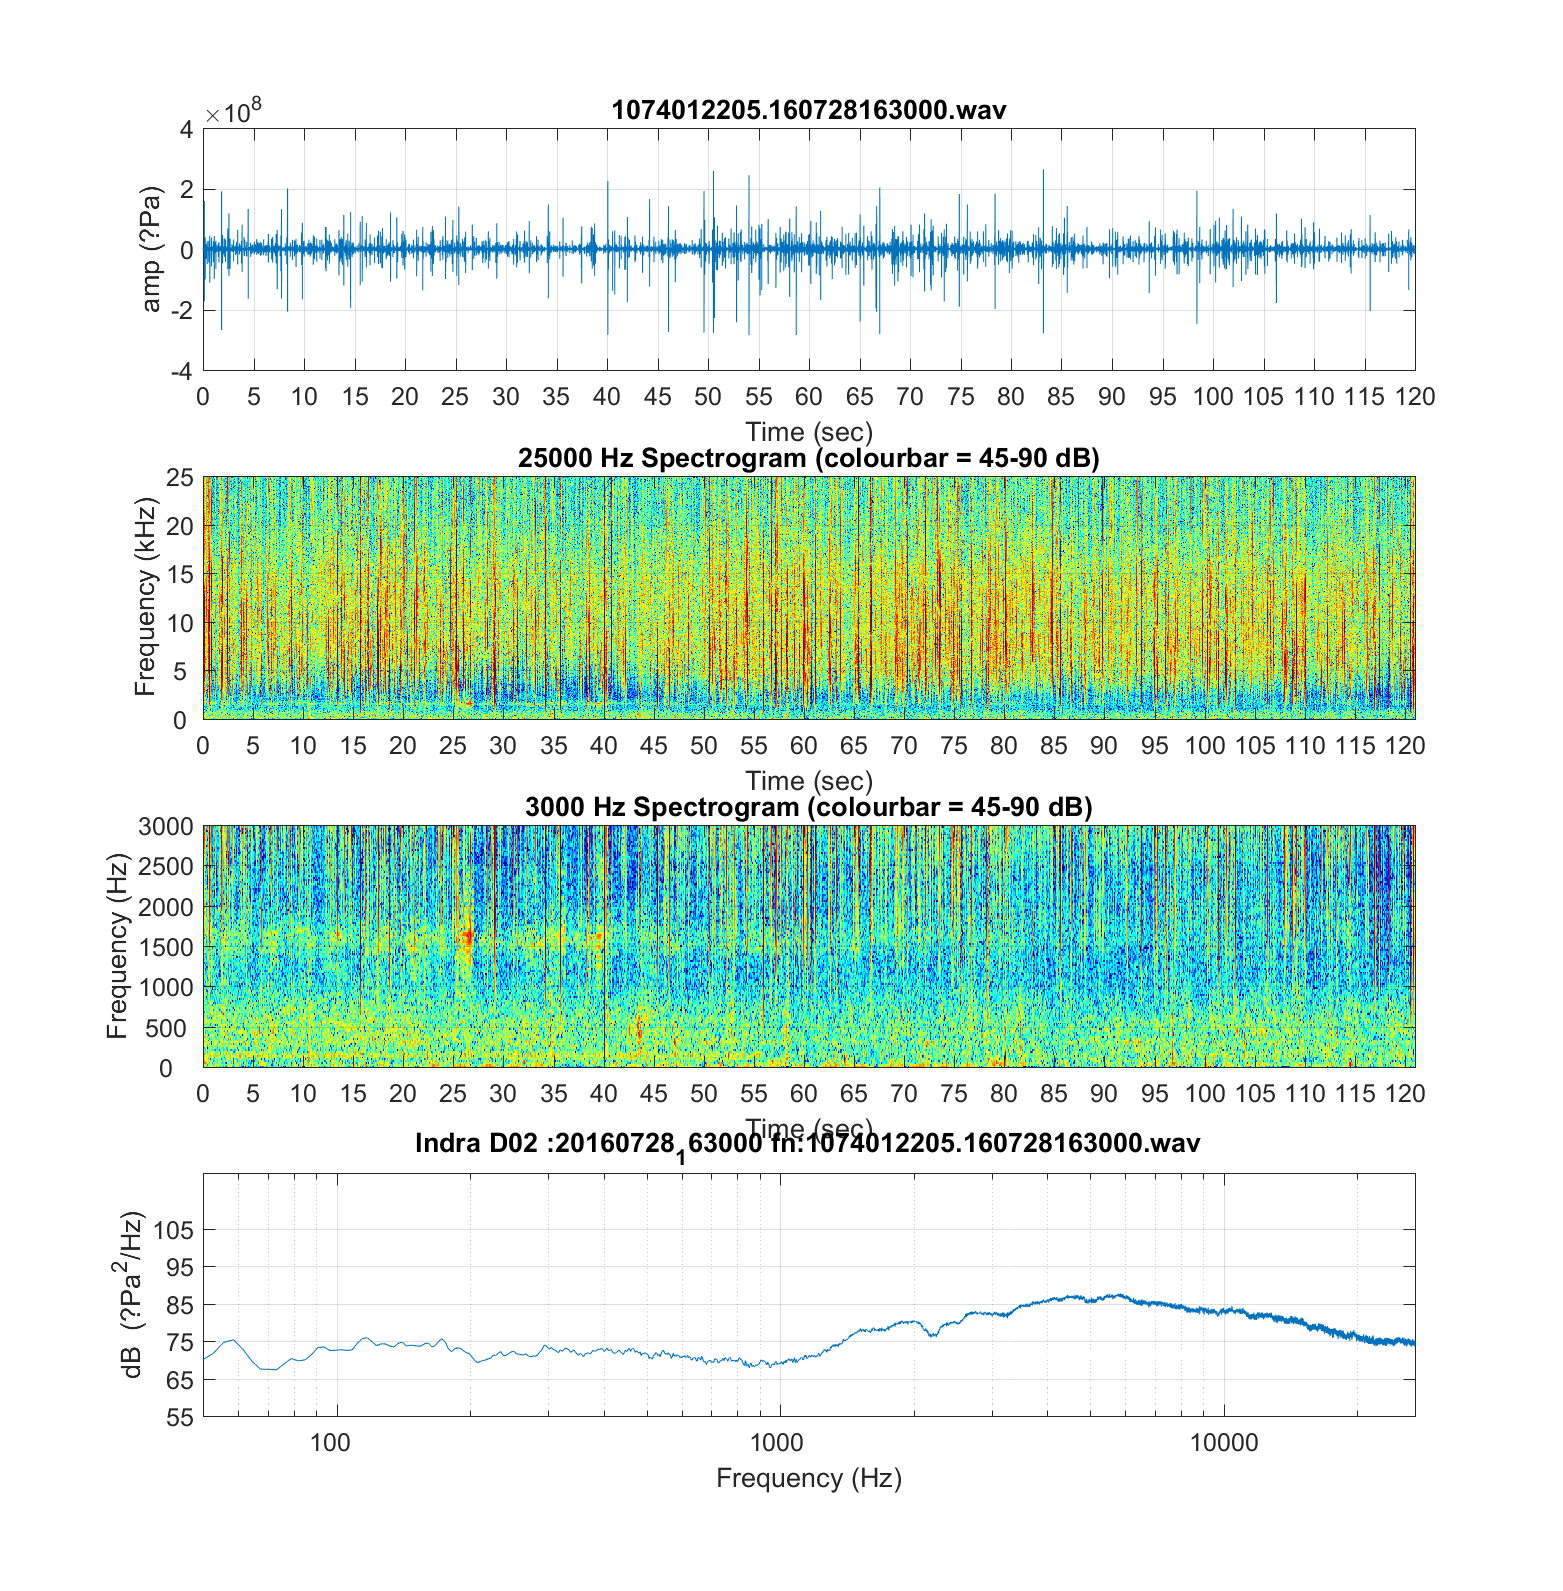 ×10^8
1074012205.160728163000.wav
4
2
0
-2
-4
amp (?Pa)
0 5 10 15 20 25 30 35 40 45 50 55 60 65 70 75 80 85 90 95 100 105 110 115 120
Time (sec)
25000 Hz Spectrogram (colourbar = 45-90 dB)
25
20
15
10
5
0
Frequency (kHz)
0 5 10 15 20 25 30 35 40 45 50 55 60 65 70 75 80 85 90 95 100 105 110 115 120
Time (sec)
3000 Hz Spectrogram (colourbar = 45-90 dB)
3000
2500
2000
1500
1000
500
0
Frequency (Hz)
0 5 10 15 20 25 30 35 40 45 50 55 60 65 70 75 80 85 90 95 100 105 110 115 120
Time (sec)
Indra D02 :20160728_163000 fn:1074012205.160728163000.wav
105
95
85
75
65
55
dB (?Pa^2/Hz)
100 1000 10000
Frequency (Hz)